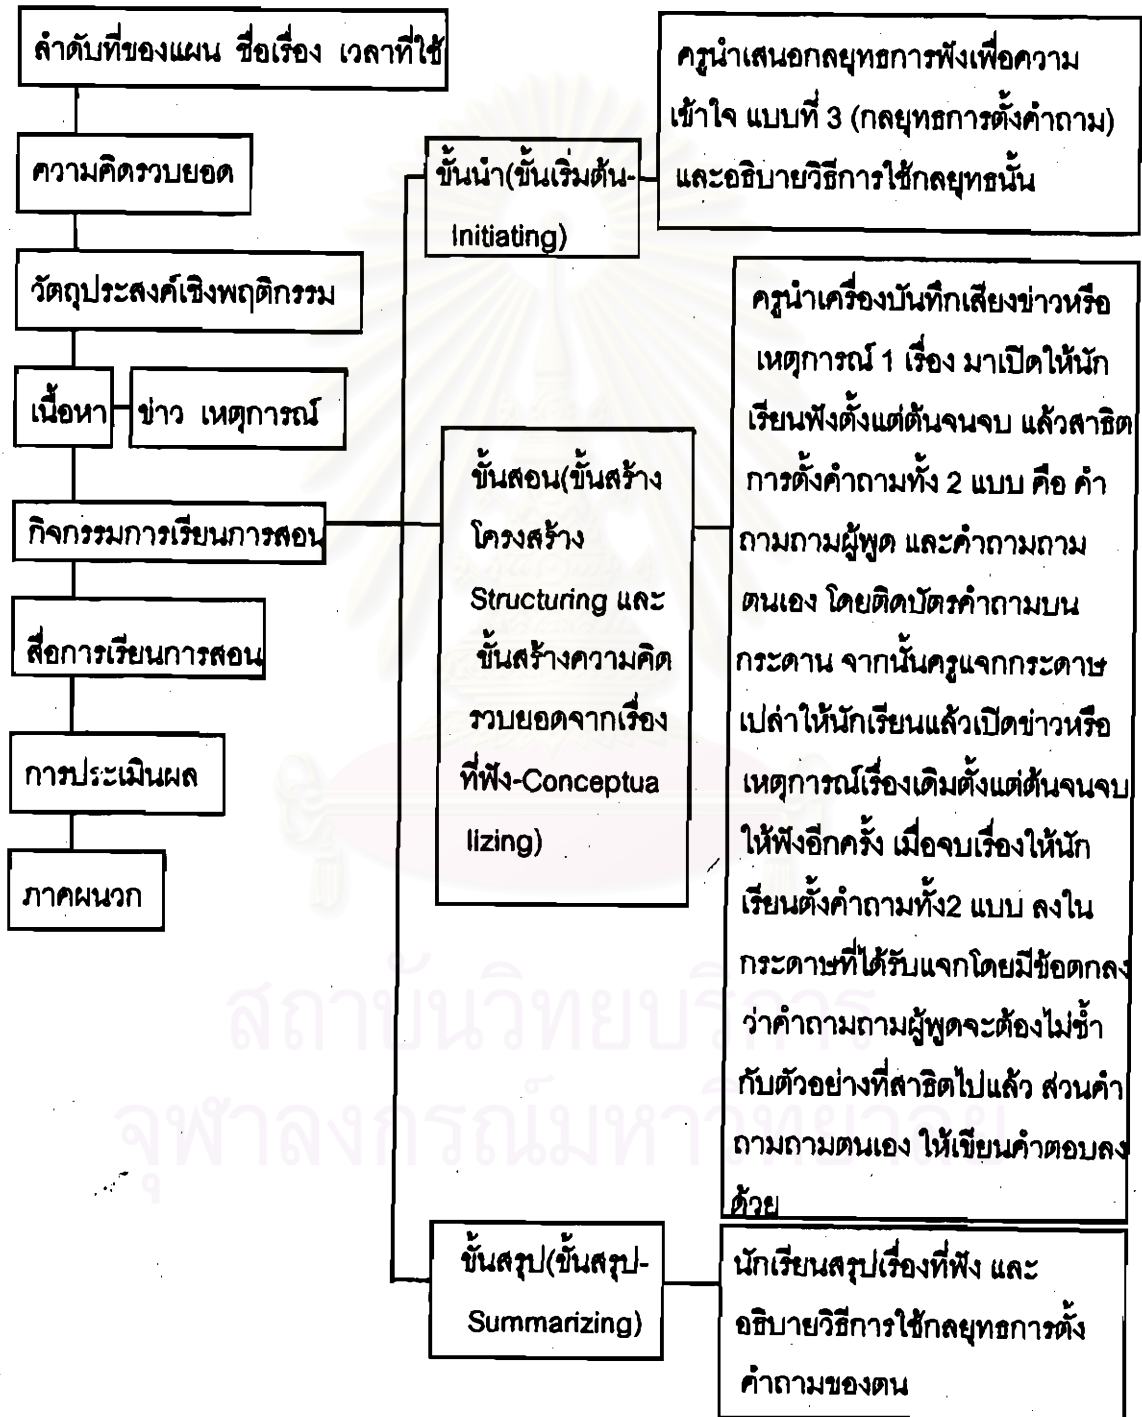 ลำดับที่ของแผน ชื่อเรื่อง เวลาที่ใช้
ความคิดรวบยอด
วัตถุประสงค์เชิงพฤติกรรม
เนื้อหา
ข่าว เหตุการณ์
กิจกรรมการเรียนการสอน
สื่อการเรียนการสอน
การประเมินผล
ภาคผนวก
ขั้นนำ(ขั้นเริ่มต้น-
Initiating)
ครูนำเสนอกลยุทธการฟังเพื่อความ
เข้าใจ แบบที่ 3 (กลยุทธการตั้งคำถาม)
และอธิบายวิธีการใช้กลยุทธนั้น
ขั้นสอน(ขั้นสร้าง
โครงสร้าง
Structuring และ
ขั้นสร้างความคิด
รวบยอดจากเรื่อง
ที่ฟัง-Conceptua
lizing)
ครูนำเครื่องบันทึกเสียงข่าวหรือ
เหตุการณ์ 1 เรื่อง มาเปิดให้นัก
เรียนฟังตั้งแต่ต้นจนจบ แล้วสาธิต
การตั้งคำถามทั้ง 2 แบบ คือ คำ
ถามถามผู้พูด และคำถามถาม
ตนเอง โดยติดบัตรคำถามบน
กระดาน จากนั้นครูแจกกระดาษ
เปล่าให้นักเรียนแล้วเปิดข่าวหรือ
เหตุการณ์เรื่องเดิมตั้งแต่ต้นจนจบ
ให้ฟังอีกครั้ง เมื่อจบเรื่องให้นัก
เรียนตั้งคำถามทั้ง2 แบบ ลงใน
กระดาษที่ได้รับแจกโดยมีข้อตกลง
ว่าคำถามถามผู้พูดจะต้องไม่ซ้ำ
กับตัวอย่างที่สาธิตไปแล้ว ส่วนคำ
ถามถามตนเอง ให้เขียนคำตอบลง
ด้วย
ขั้นสรุป(ขั้นสรุป-
Summarizing)
นักเรียนสรุปเรื่องที่ฟัง และ
อธิบายวิธีการใช้กลยุทธการตั้ง
คำถามของตน
สถาบันวิทยบริการ
จุฬาลงกรณ์มหาวิทยาลัย